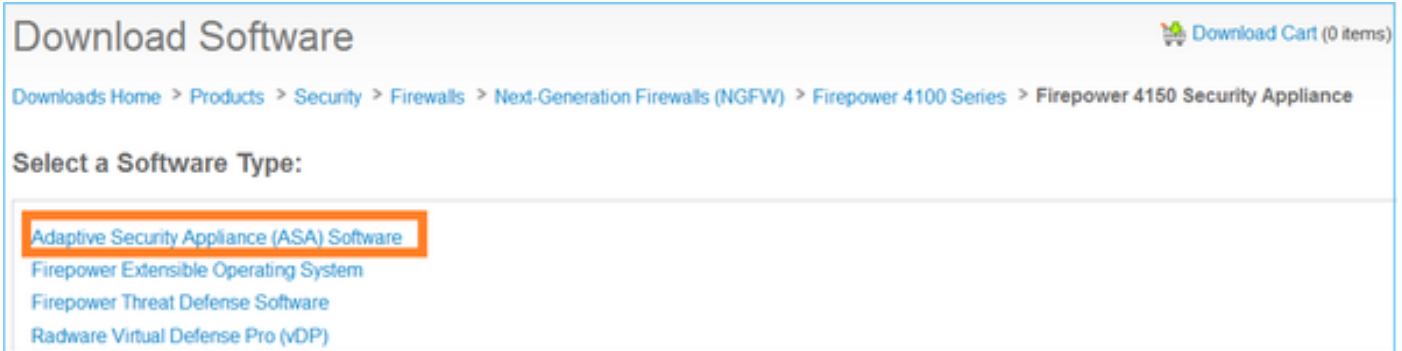 Download Software
Download Cart (0 items)
Downloads Home > Products > Security > Firewalls > Next-Generation Firewalls (NGFW) > Firepower 4100 Series > Firepower 4150 Security Appliance
Select a Software Type:
Adaptive Security Appliance (ASA) Software
Firepower Extensible Operating System
Firepower Threat Defense Software
Radware Virtual Defense Pro (vDP)